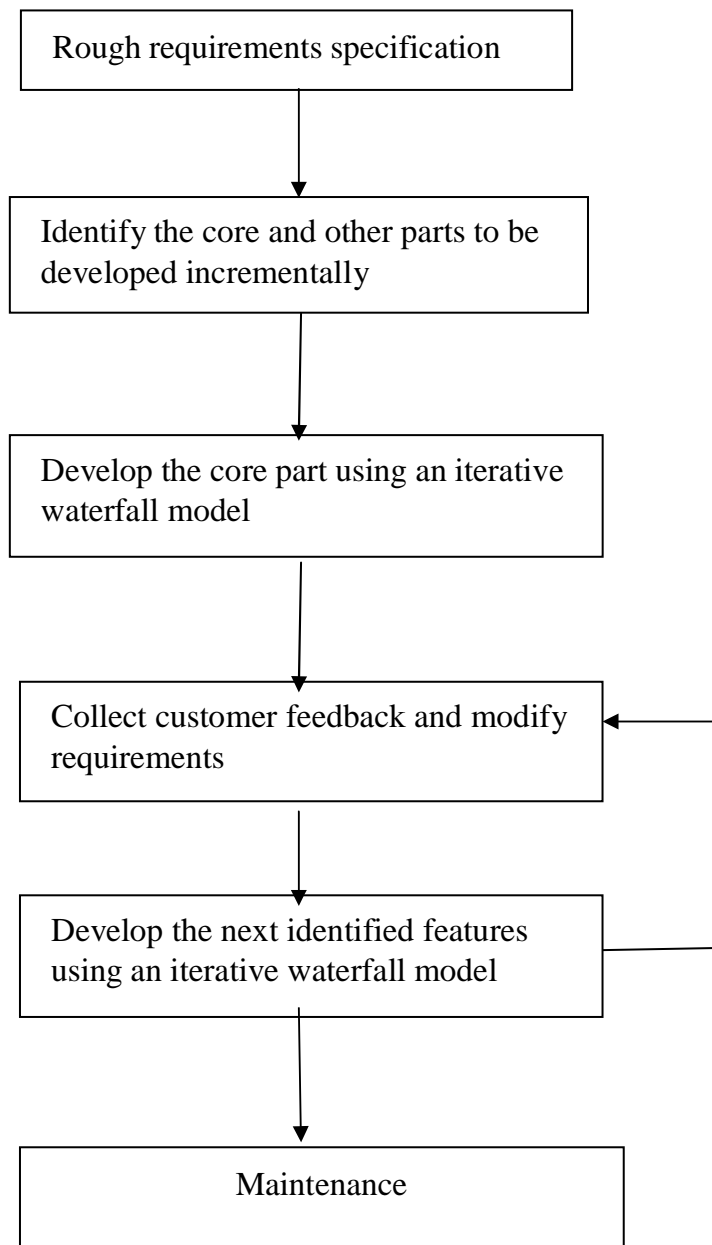 Rough requirements specification
Identify the core and other parts to be
developed incrementally
Develop the core part using an iterative
waterfall model
Collect customer feedback and modify
requirements
Develop the next identified features
using an iterative waterfall model
Maintenance